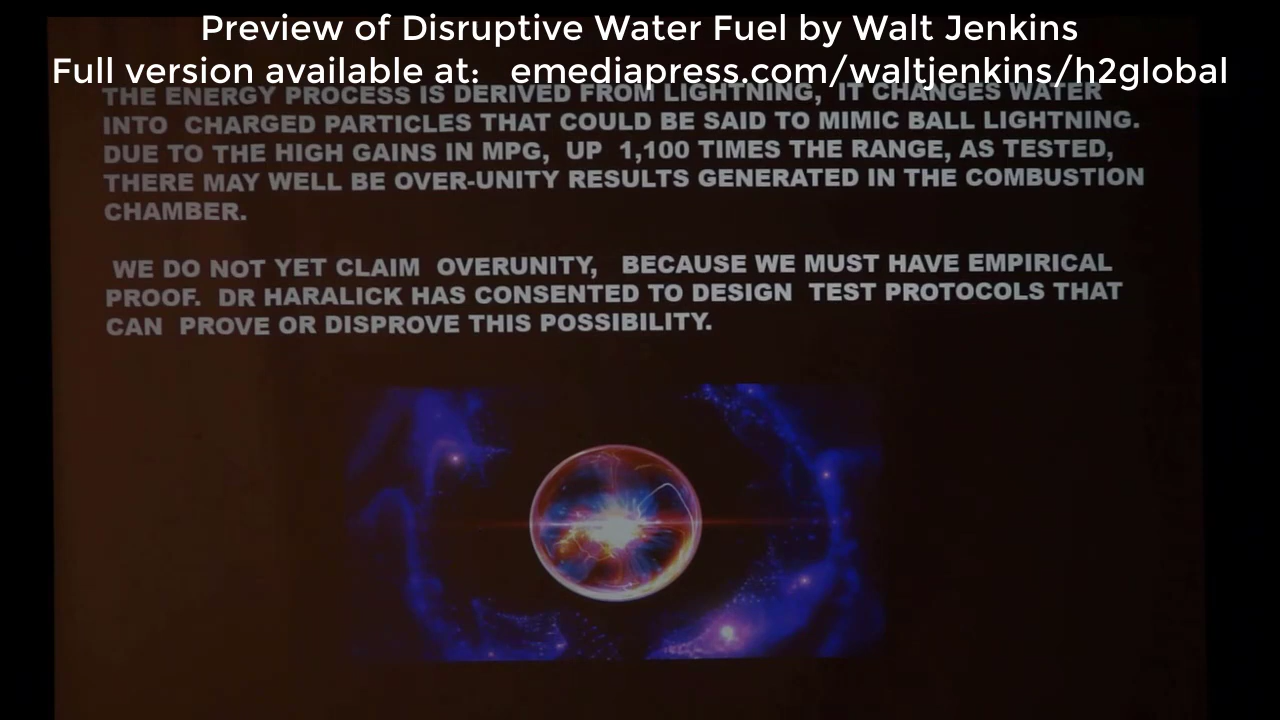 Preview of Disruptive Water Fuel by Walt Jenkins
Full version available at: emediapress.com/waltjenkins/h2global
THE ENERGY PROCESS IS DERIVED FROM LIGHTNING, IT CHANGES WATER
INTO CHARGED PARTICLES THAT COULD BE SAID TO MIMIC BALL LIGHTNING.
DUE TO THE HIGH GAINS IN MPG, UP 1,100 TIMES THE RANGE, AS TESTED,
THERE MAY WELL BE OVER-UNITY RESULTS GENERATED IN THE COMBUSTION
CHAMBER.
WE DO NOT YET CLAIM OVERUNITY, BECAUSE WE MUST HAVE EMPIRICAL
PROOF. DR HARALICK HAS CONSENTED TO DESIGN TEST PROTOCOLS THAT
CAN PROVE OR DISPROVE THIS POSSIBILITY.